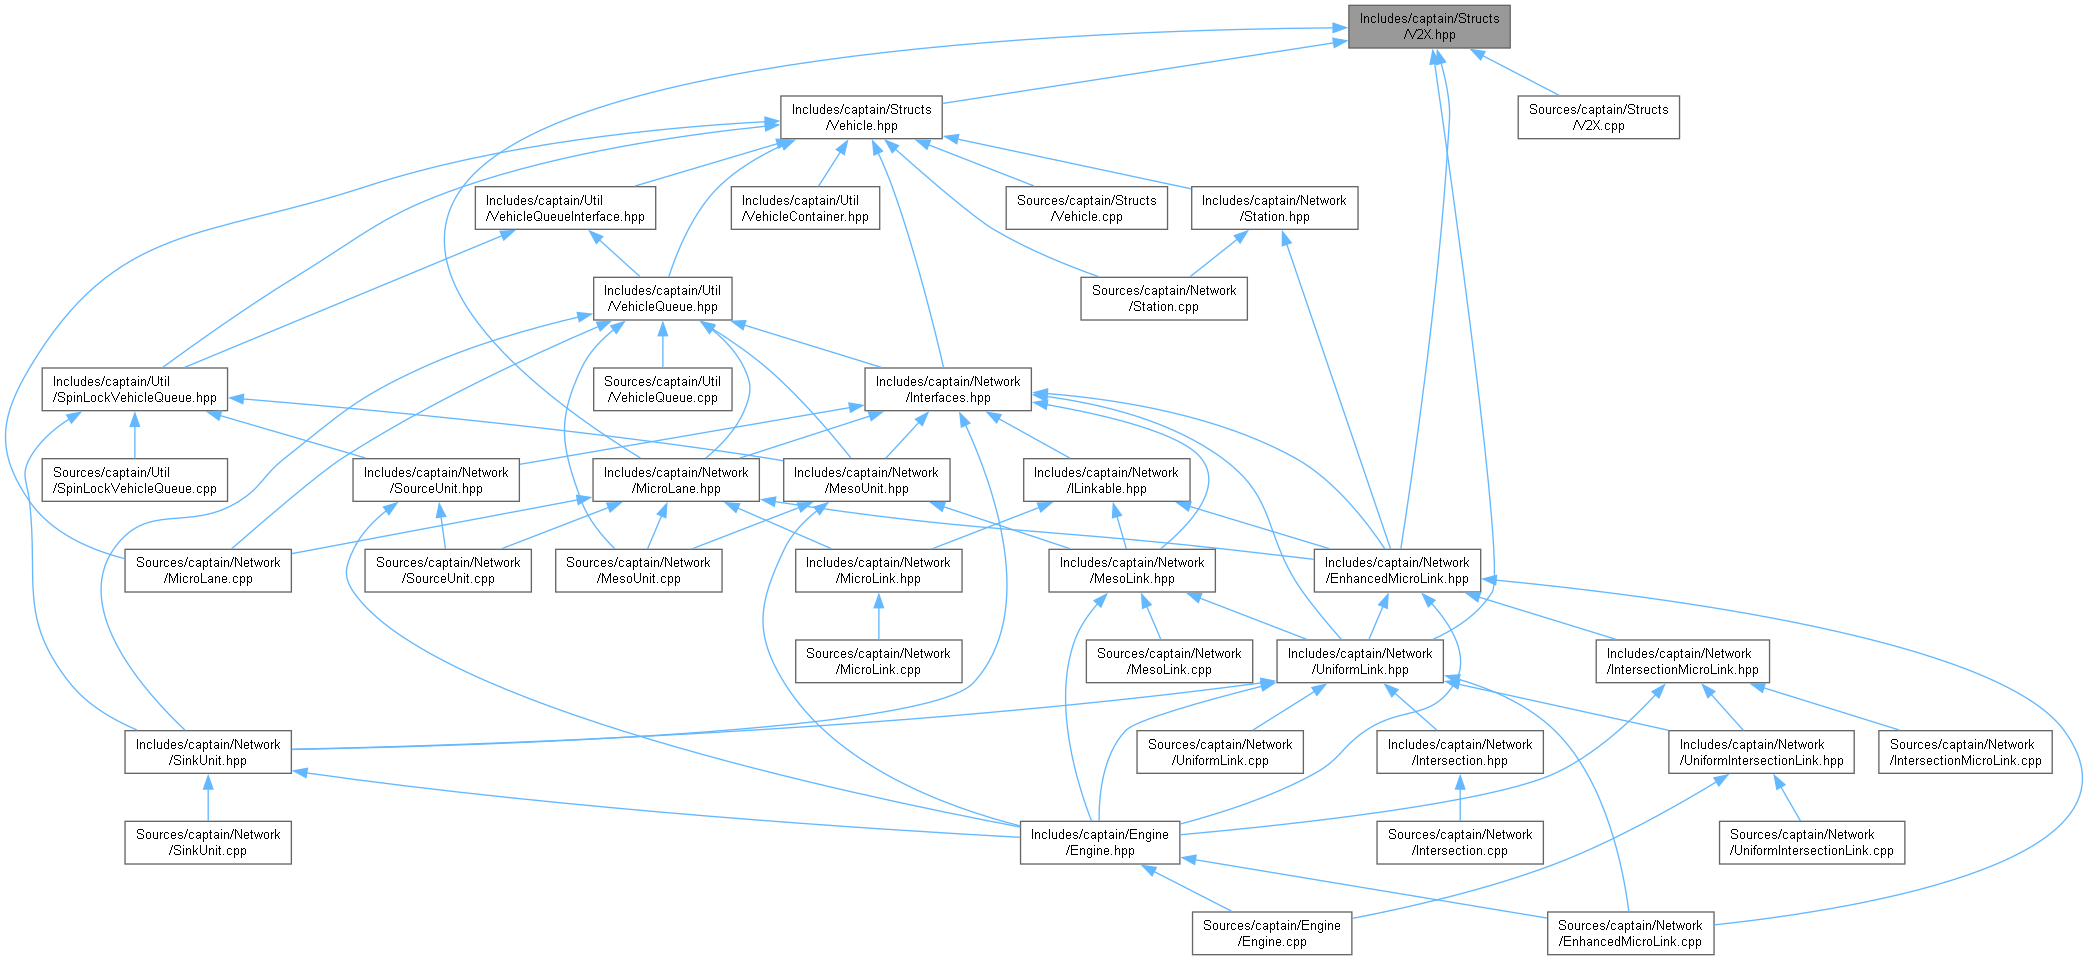 Includes/captain/Structs
/V2X.hpp
Includes/captain/Structs
/Vehicle.hpp
Sources/captain/Structs
/V2X.cpp
Includes/captain/Util
/VehicleQueueInterface.hpp
Includes/captain/Util
/VehicleContainer.hpp
Sources/captain/Structs
/Vehicle.cpp
Includes/captain/Network
/Station.hpp
Includes/captain/Util
/VehicleQueue.hpp
Sources/captain/Network
/Station.cpp
Includes/captain/Util
/SpinLockVehicleQueue.hpp
Sources/captain/Util
/VehicleQueue.cpp
Includes/captain/Network
/Interfaces.hpp
Sources/captain/Util
/SpinLockVehicleQueue.cpp
Includes/captain/Network
/SourceUnit.hpp
Includes/captain/Network
/MicroLane.hpp
Includes/captain/Network
/MesoUnit.hpp
Includes/captain/Network
/ILinkable.hpp
Sources/captain/Network
/MicroLane.cpp
Sources/captain/Network
/SourceUnit.cpp
Sources/captain/Network
/MesoUnit.cpp
Includes/captain/Network
/MicroLink.hpp
Includes/captain/Network
/MesoLink.hpp
Includes/captain/Network
/EnhancedMicroLink.hpp
Sources/captain/Network
/MicroLink.cpp
Sources/captain/Network
/MesoLink.cpp
Includes/captain/Network
/UniformLink.hpp
Includes/captain/Network
/IntersectionMicroLink.hpp
Includes/captain/Network
/SinkUnit.hpp
Sources/captain/Network
/UniformLink.cpp
Includes/captain/Network
/Intersection.hpp
Includes/captain/Network
/UniformIntersectionLink.hpp
Sources/captain/Network
/IntersectionMicroLink.cpp
Sources/captain/Network
/SinkUnit.cpp
Includes/captain/Engine
/Engine.hpp
Sources/captain/Network
/Intersection.cpp
Sources/captain/Network
/UniformIntersectionLink.cpp
Sources/captain/Engine
/Engine.cpp
Sources/captain/Network
/EnhancedMicroLink.cpp